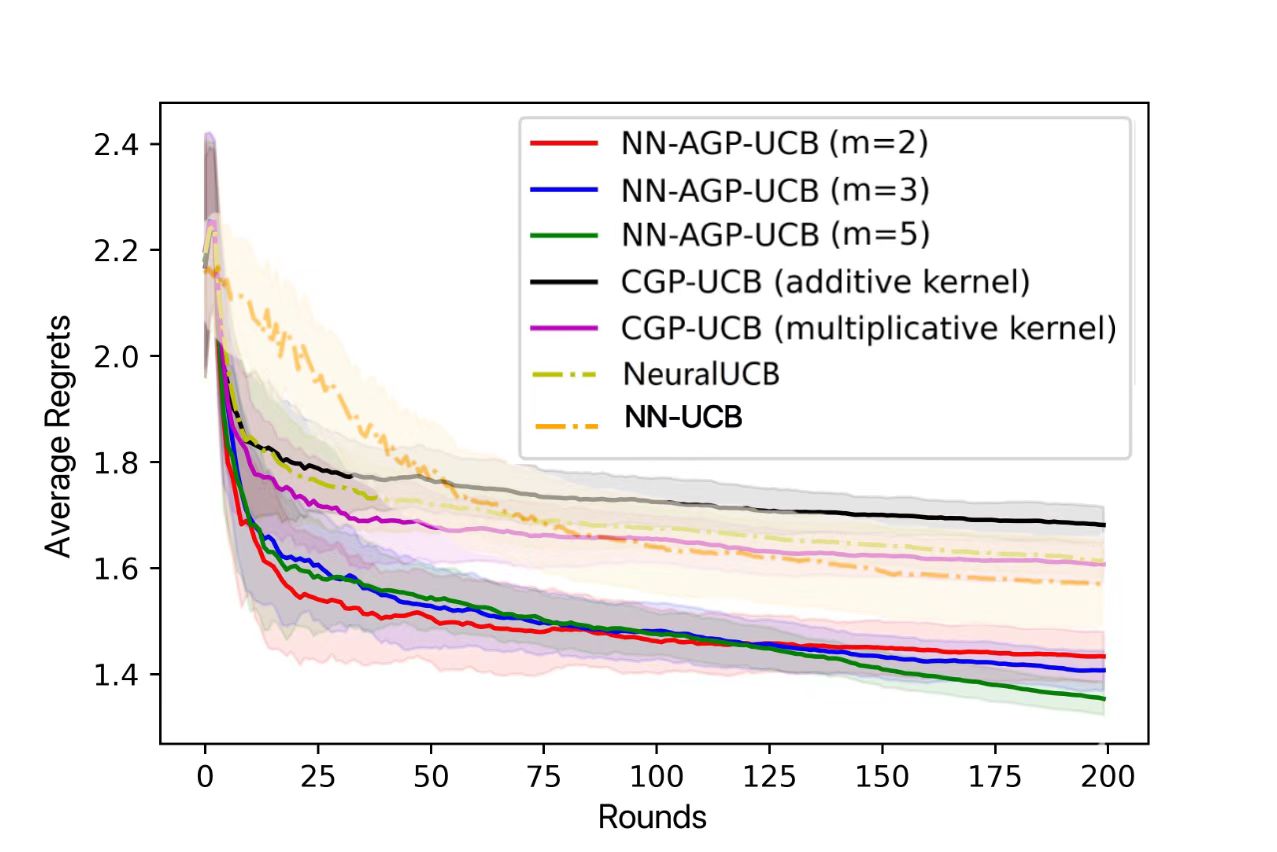 2.4
2.2
2.0
1.8
1.6
1.4
Average Regrets
NN-AGP-UCB (m=2)
NN-AGP-UCB (m=3)
NN-AGP-UCB (m=5)
CGP-UCB (additive kernel)
CGP-UCB (multiplicative kernel)
NeuralUCB
NN-UCB
0 25 50 75 100 125 150 175 200
Rounds